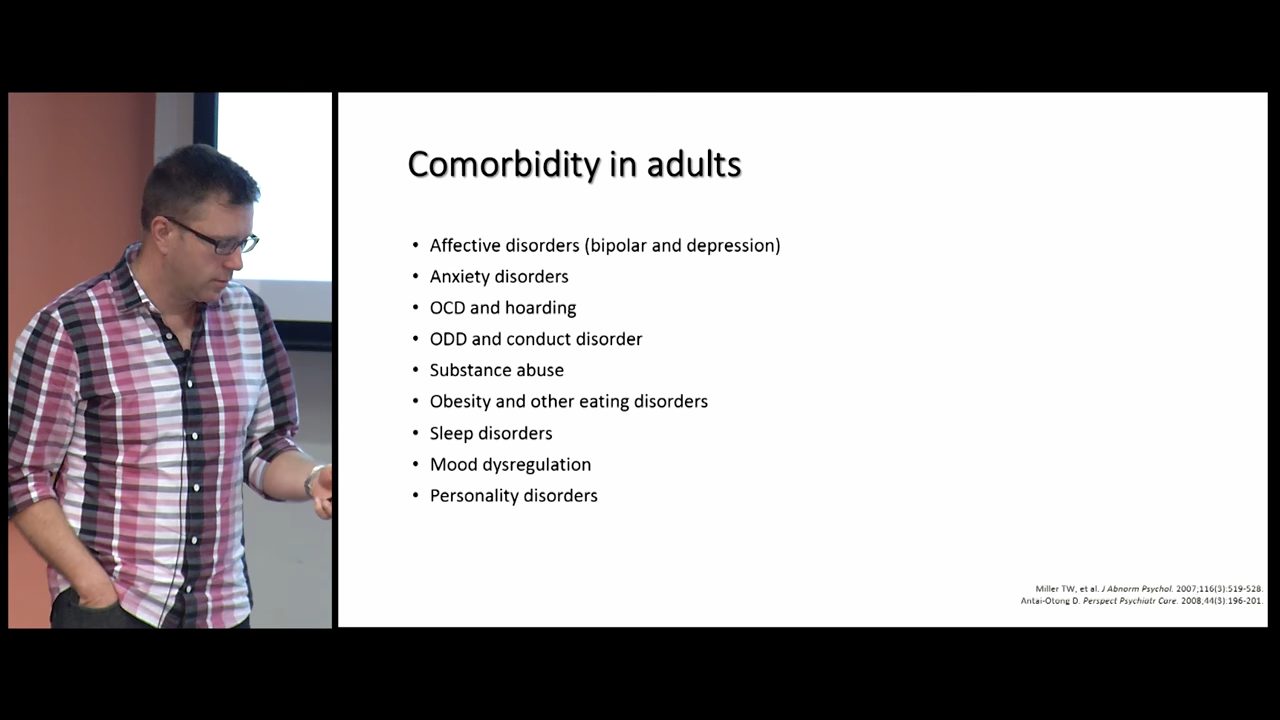 Comorbidity in adults
• Affective disorders (bipolar and depression)
• Anxiety disorders
• OCD and hoarding
• ODD and conduct disorder
• Substance abuse
• Obesity and other eating disorders
• Sleep disorders
• Mood dysregulation
• Personality disorders
Miller TW, et al. J Abnorm Psychol. 2007;116(3):519-528.
Antai-Otong D. Perspect Psychiatr Care. 2008;44(3):196-201.